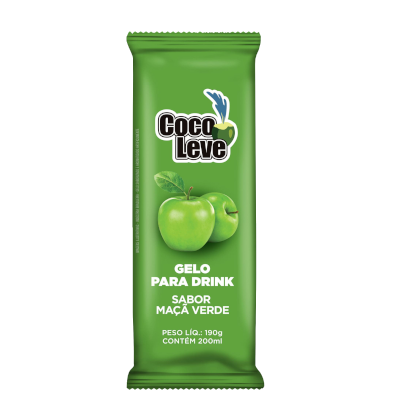 COCO
LEVE
GELO
PARA DRINK
SABOR
MAÇÃ VERDE
PESO LÍQ.: 190g
CONTÉM 200ml